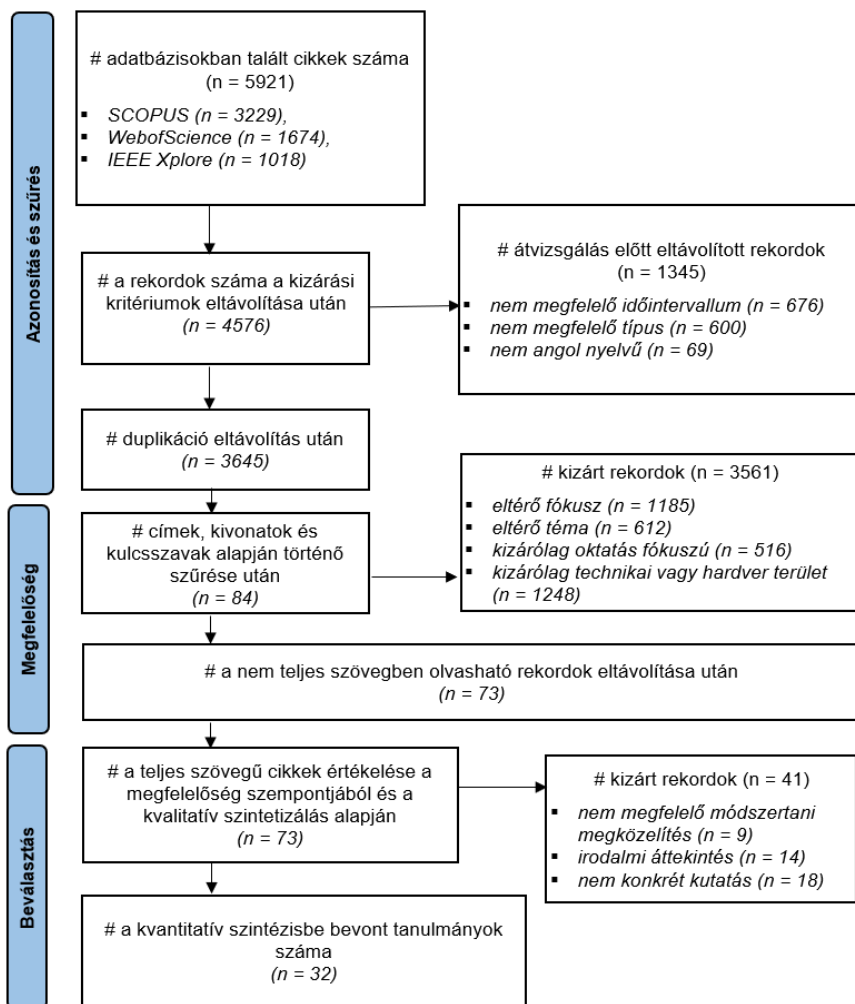 Azonosítás és szűrés
# adatbázisokban talált cikkek száma
(n = 5921)
▪ SCOPUS (n = 3229),
▪ WebofScience (n = 1674),
▪ IEEE Xplore (n = 1018)
# a rekordok száma a kizárási
kritériumok eltávolítása után
(n = 4576)
# átvizsgálás előtt eltávolított rekordok
(n = 1345)
▪ nem megfelelő időintervallum (n = 676)
▪ nem megfelelő típus (n = 600)
▪ nem angol nyelvű (n = 69)
# duplikáció eltávolítás után
(n = 3645)
Megfelelőség
# címek, kivonatok és
kulcsszavak alapján történő
szűrése után
(n = 84)
# kizárt rekordok (n = 3561)
▪ eltérő fókusz (n = 1185)
▪ eltérő téma (n = 612)
▪ kizárólag oktatás fókuszú (n = 516)
▪ kizárólag technikai vagy hardver terület
(n = 1248)
# a nem teljes szövegben olvasható rekordok eltávolítása után
(n = 73)
Beválasztás
# a teljes szövegű cikkek értékelése a
megfelelőség szempontjából és a
kvalitatív szintetizálás alapján
(n = 73)
# kizárt rekordok (n = 41)
▪ nem megfelelő módszertani
megközelítés (n = 9)
▪ irodalmi áttekintés (n = 14)
▪ nem konkrét kutatás (n = 18)
# a kvantitatív szintézisbe bevont tanulmányok
száma
(n = 32)